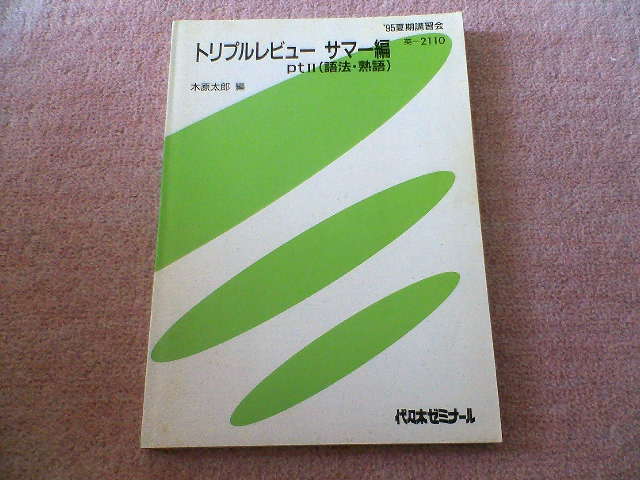 '95夏期講習会
英-2110
トリプルレビュー サマー編
ptII(語法・熟語)
木原太郎 編
代々木ゼミナール